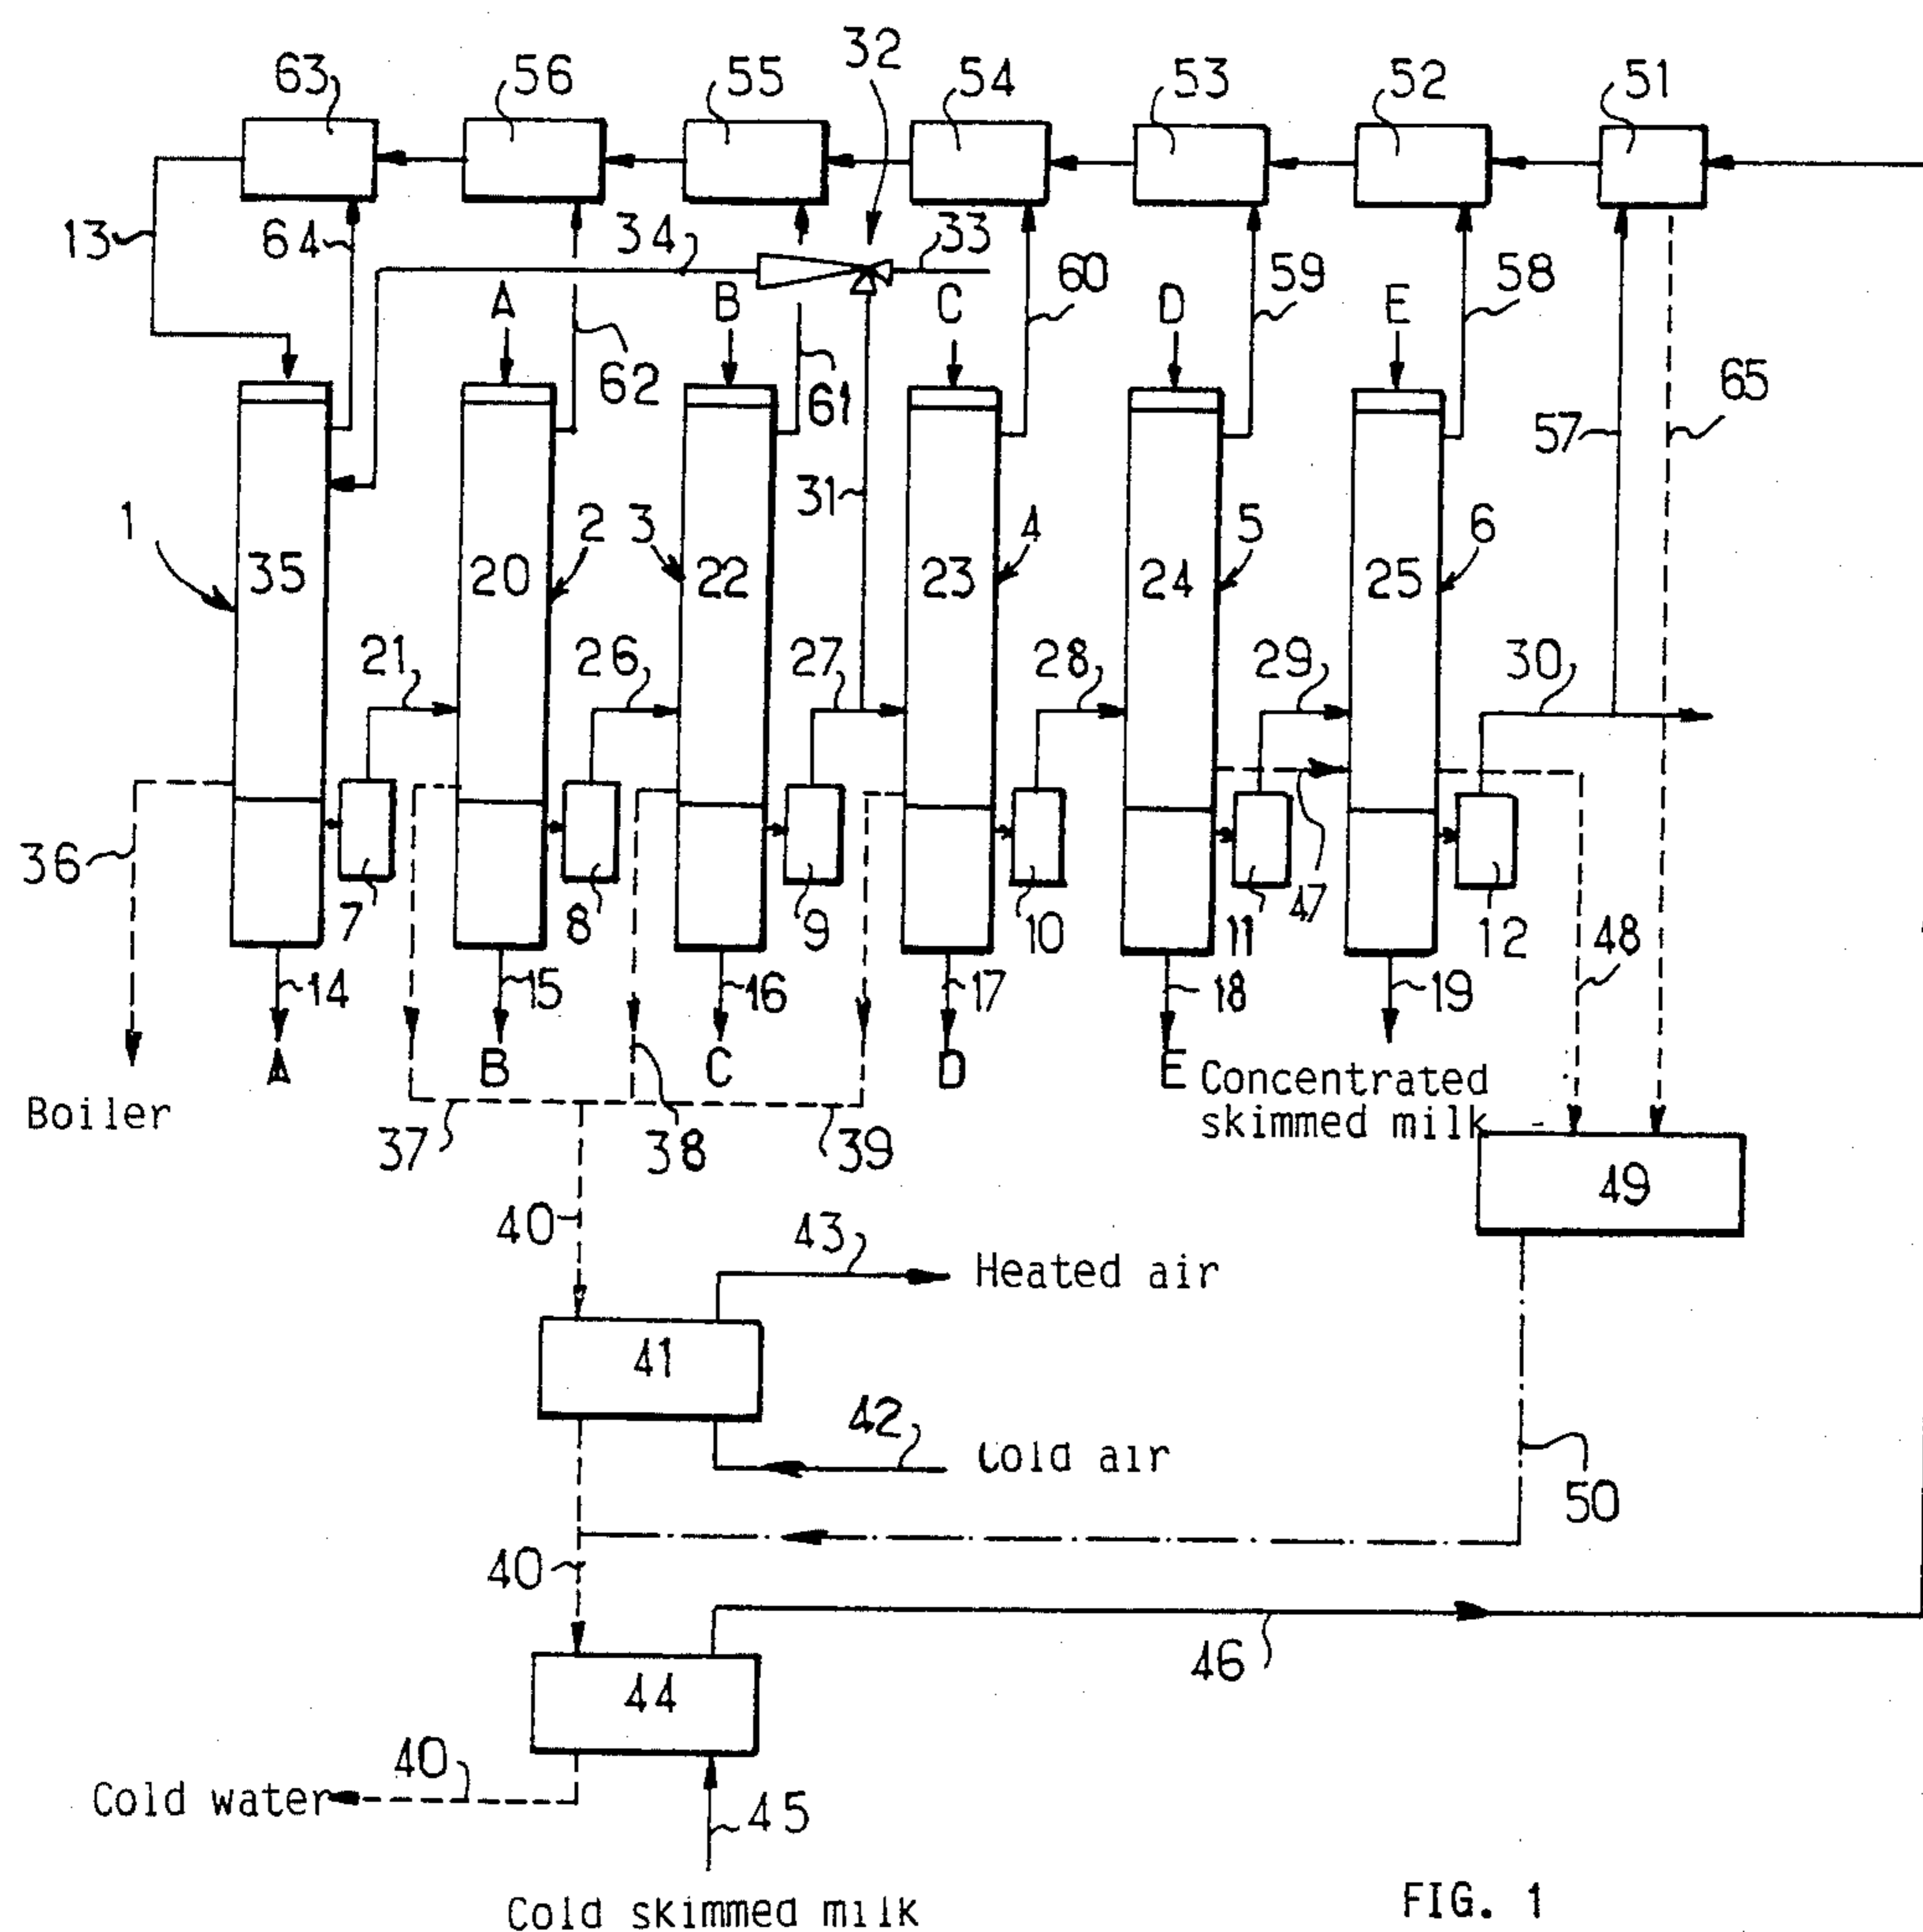 63 56 55 32 54 53 52 51
13 64 34 33 60 59 58
A B C D E
62 61 65
57
31
1 35 20 2 3 22 23 4 24 5 25 6
21 26 27 28 29 30
36
7 8 9 10 11 47 12 48
14 15 16 17 18 19
A B C D E
Boiler
Concentrated
skimmed milk
37 38 39
49
40
43
Heated air
41
42
Cold air
50
40
46
44
40
Cold water
45
Cold skimmed milk
FIG. 1